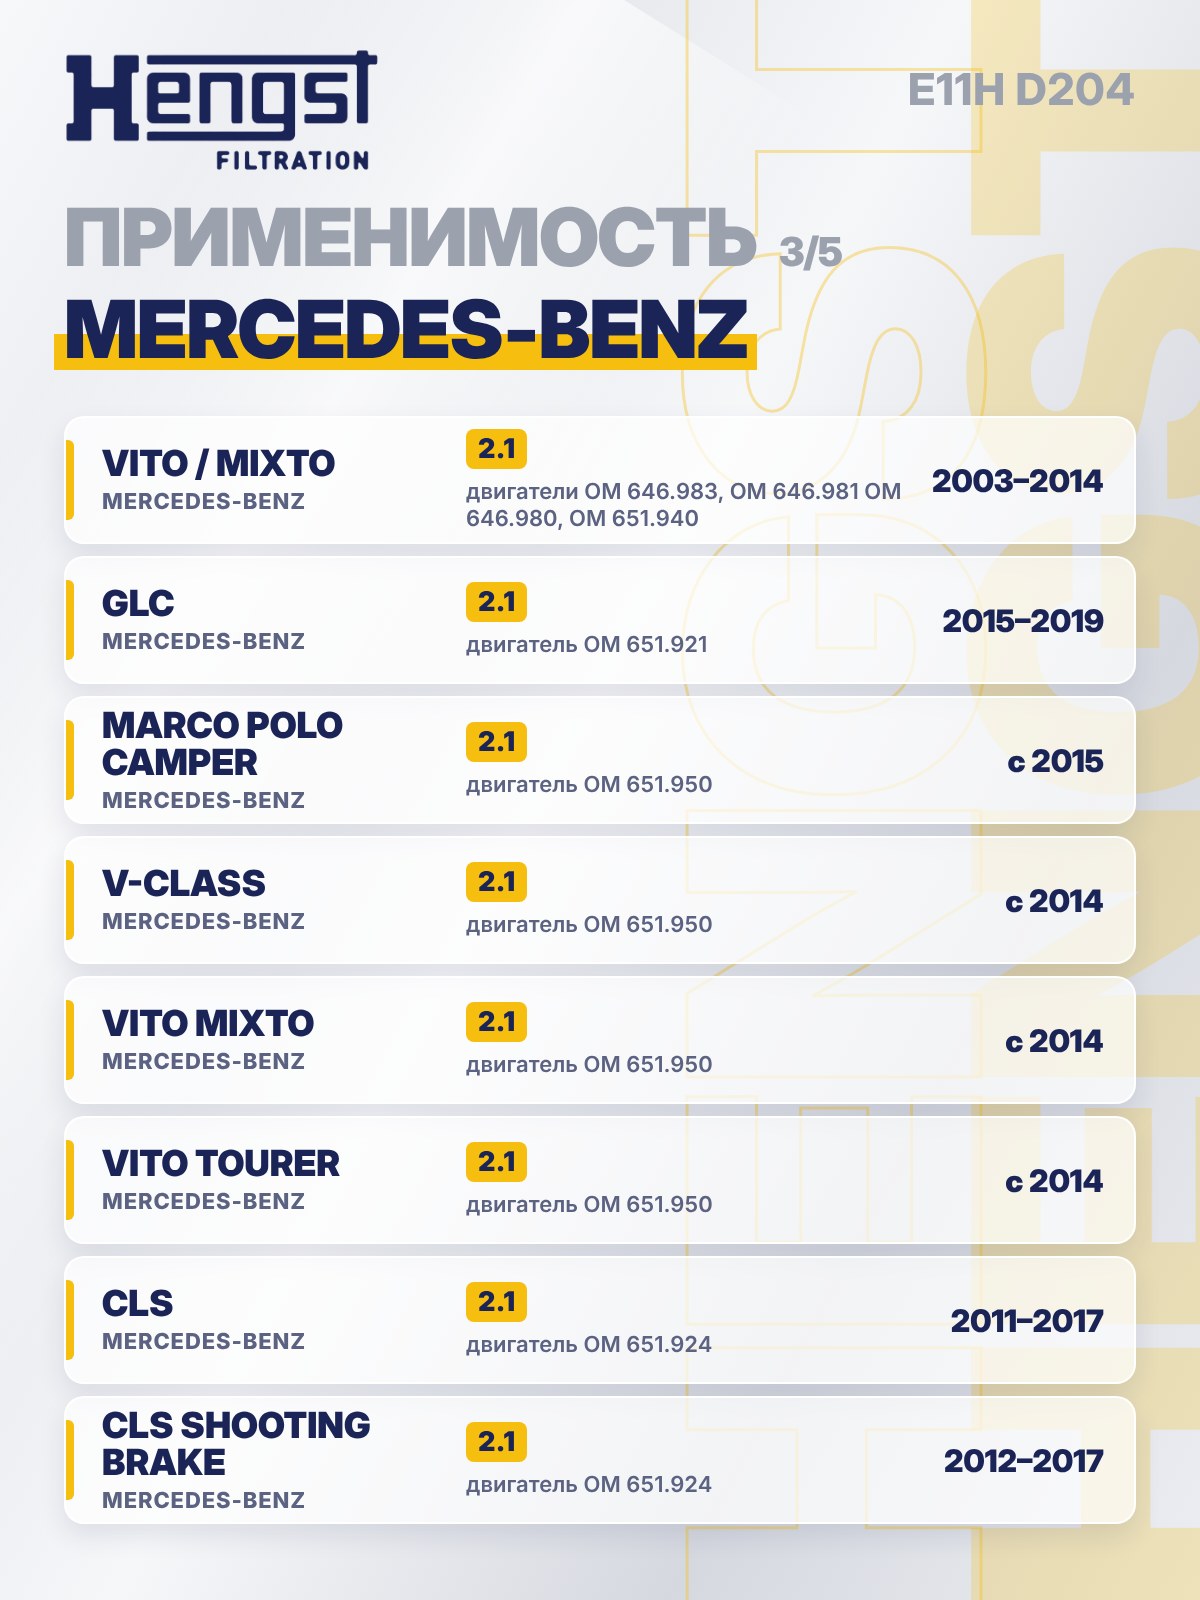 Hengst
FILTRATION
E11H D204
ПРИМЕНИМОСТЬ 3/5
MERCEDES-BENZ
VITO / MIXTO
MERCEDES-BENZ
2.1
двигатели OM 646.983, OM 646.981 OM
646.980, OM 651.940
2003–2014
GLC
MERCEDES-BENZ
2.1
двигатель OM 651.921
2015–2019
MARCO POLO
CAMPER
MERCEDES-BENZ
2.1
двигатель OM 651.950
с 2015
V-CLASS
MERCEDES-BENZ
2.1
двигатель OM 651.950
с 2014
VITO MIXTO
MERCEDES-BENZ
2.1
двигатель OM 651.950
с 2014
VITO TOURER
MERCEDES-BENZ
2.1
двигатель OM 651.950
с 2014
CLS
MERCEDES-BENZ
2.1
двигатель OM 651.924
2011–2017
CLS SHOOTING
BRAKE
MERCEDES-BENZ
2.1
двигатель OM 651.924
2012–2017
HENGST
HENGST